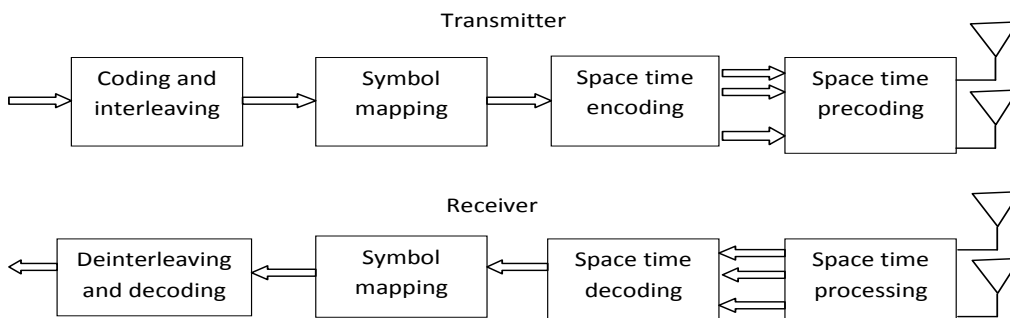 Transmitter
Coding and
interleaving
Symbol
mapping
Space time
encoding
Space time
precoding
Receiver
Deinterleaving
and decoding
Symbol
mapping
Space time
decoding
Space time
processing